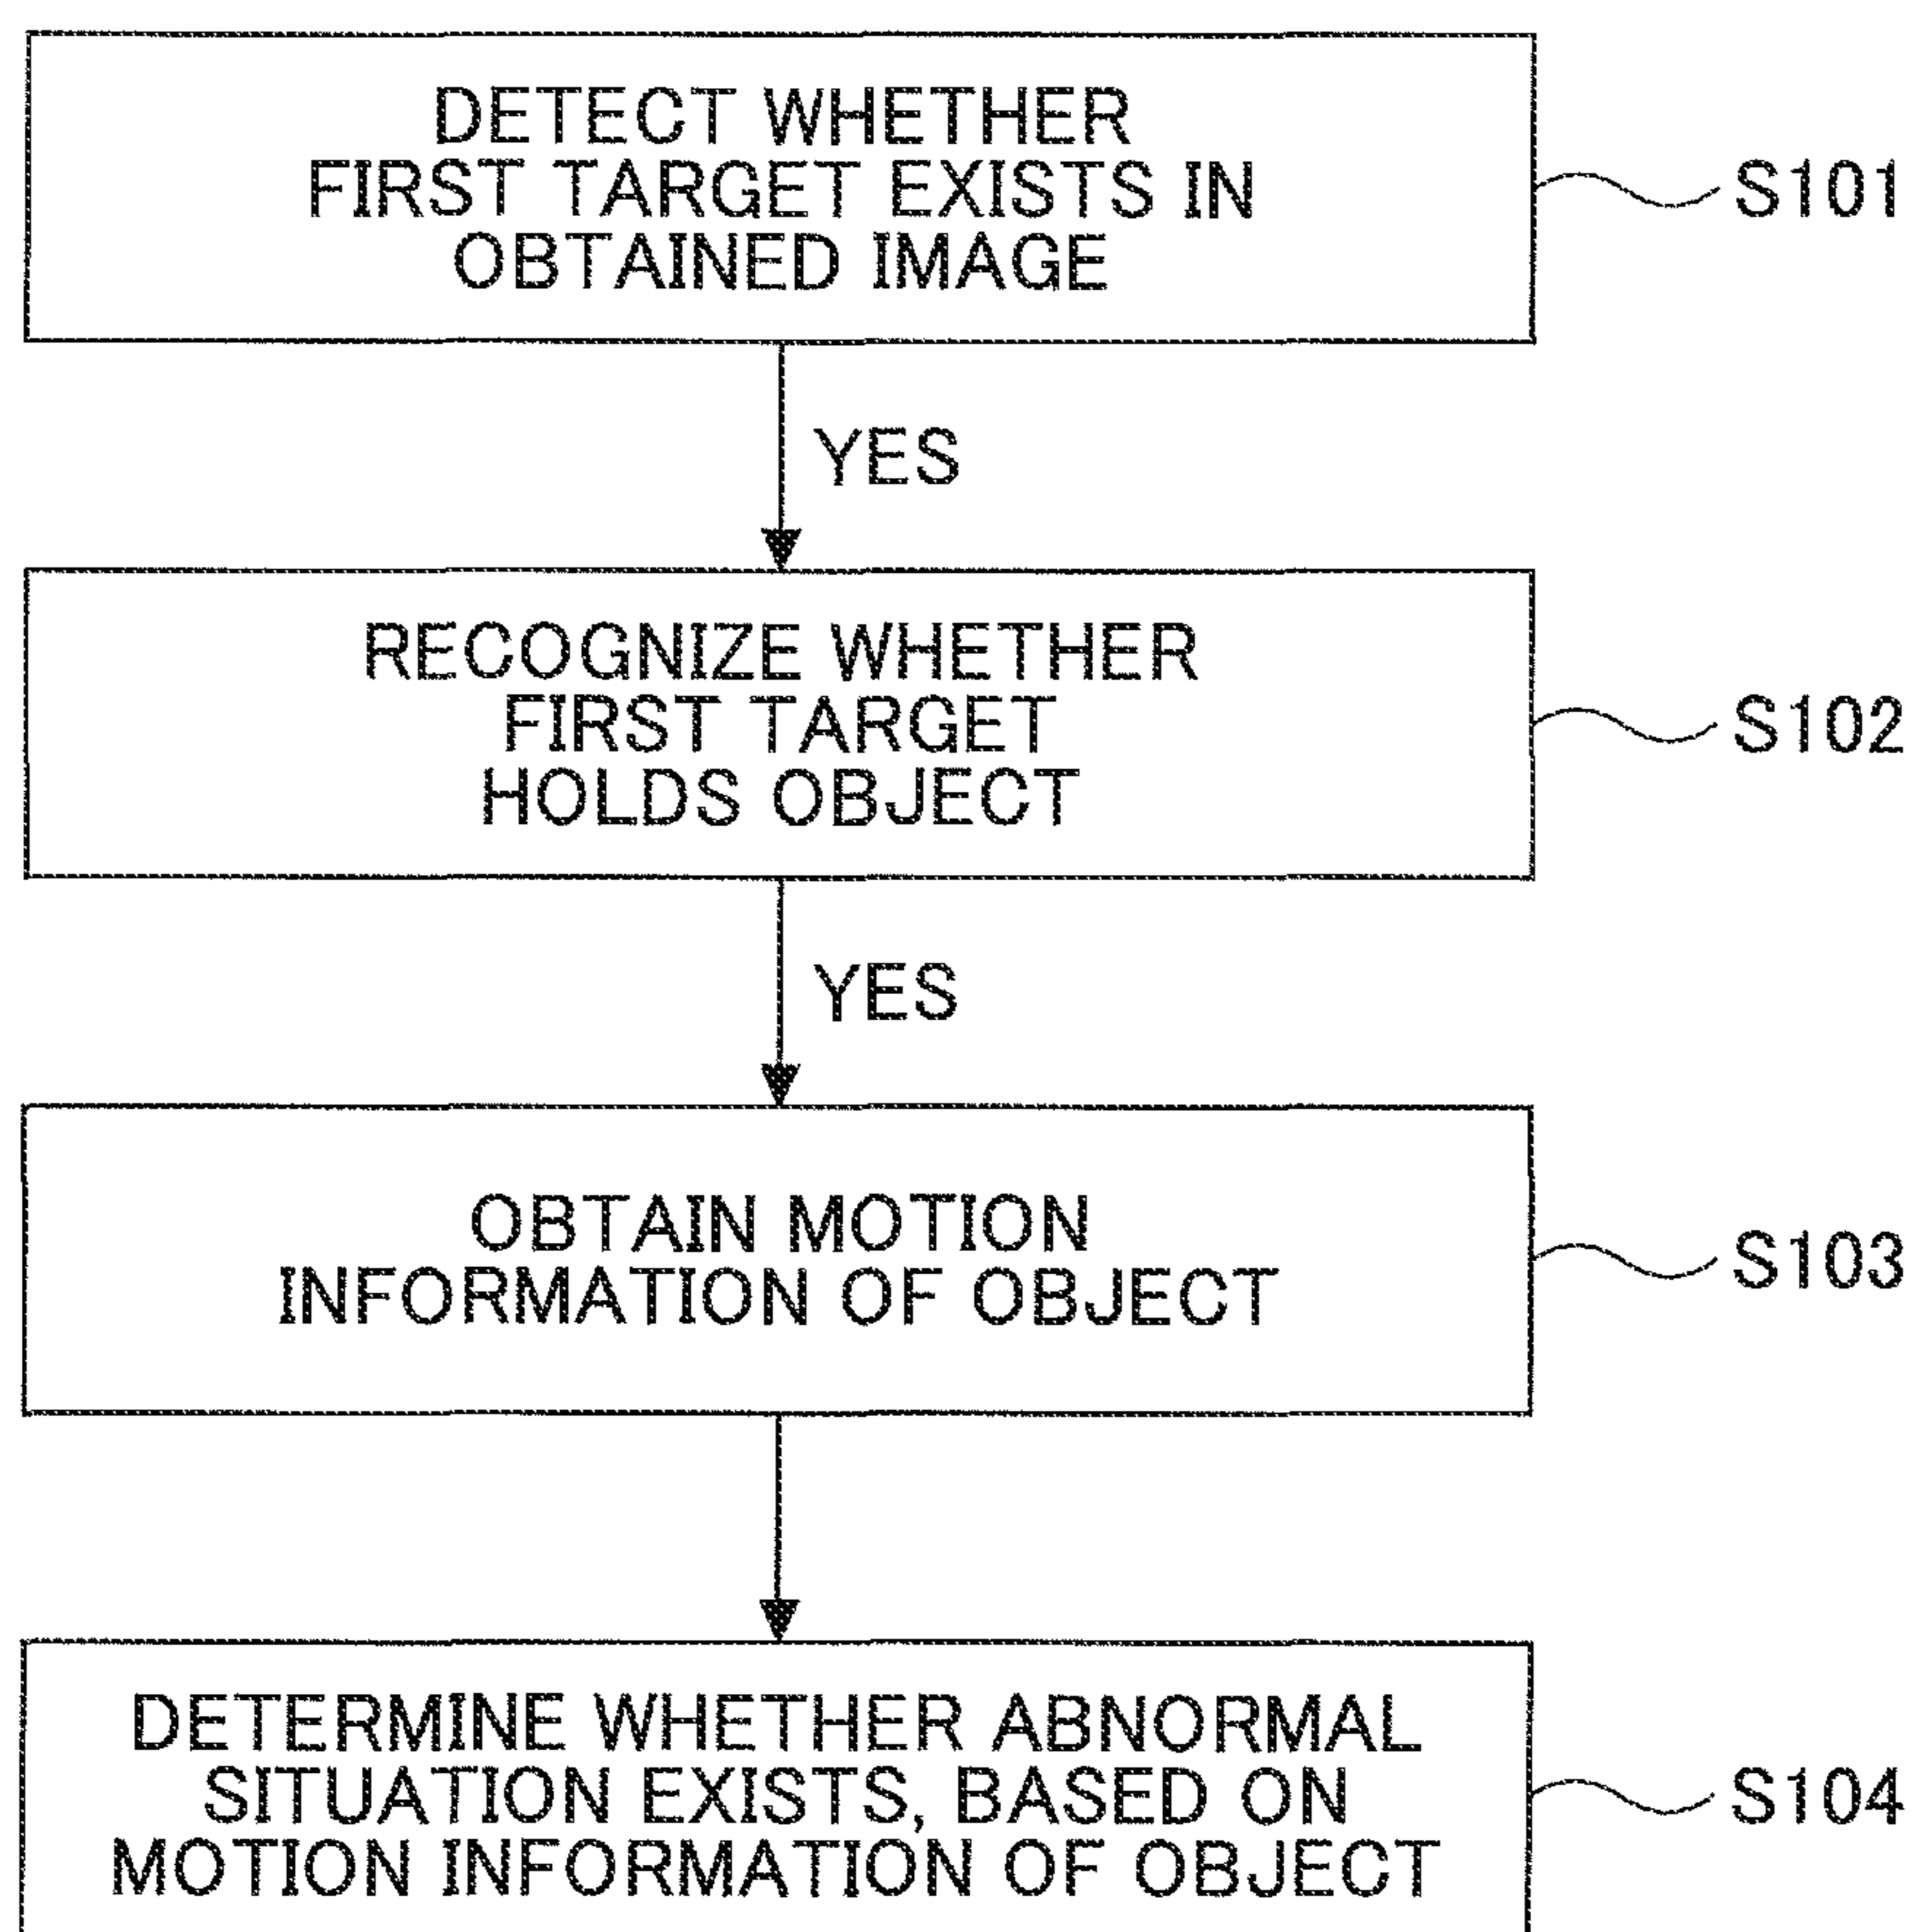 DETECT WHETHER
FIRST TARGET EXISTS IN
OBTAINED IMAGE
S101
YES
RECOGNIZE WHETHER
FIRST TARGET
HOLDS OBJECT
S102
YES
OBTAIN MOTION
INFORMATION OF OBJECT
S103
DETERMINE WHETHER ABNORMAL
SITUATION EXISTS, BASED ON
MOTION INFORMATION OF OBJECT
S104